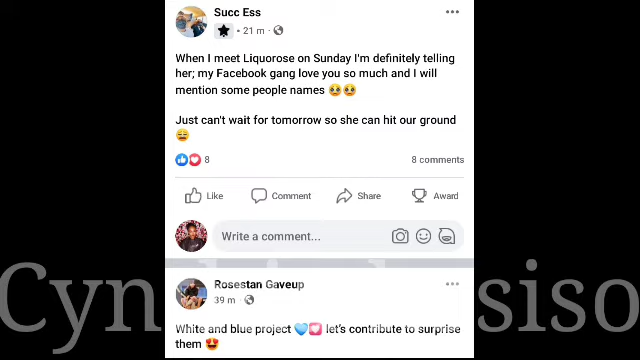 Succ Ess
21 m
When I meet Liquorose on Sunday I'm definitely telling
her; my Facebook gang love you so much and I will
mention some people names 🥺🥺
Just can't wait for tomorrow so she can hit our ground
😩
8
8 comments
Like Comment Share Award
Write a comment...
Rosestan Gaveup
39 m
White and blue project 🩵💟 let's contribute to surprise
them 😍
Cyn
siso